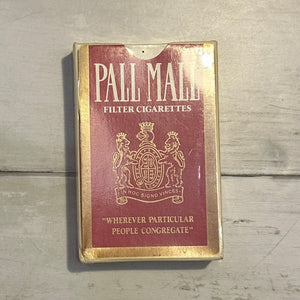 PALL MALL
FILTER CIGARETTES
IN HOC SIGNO VINCES
"WHEREVER PARTICULAR
PEOPLE CONGREGATE"